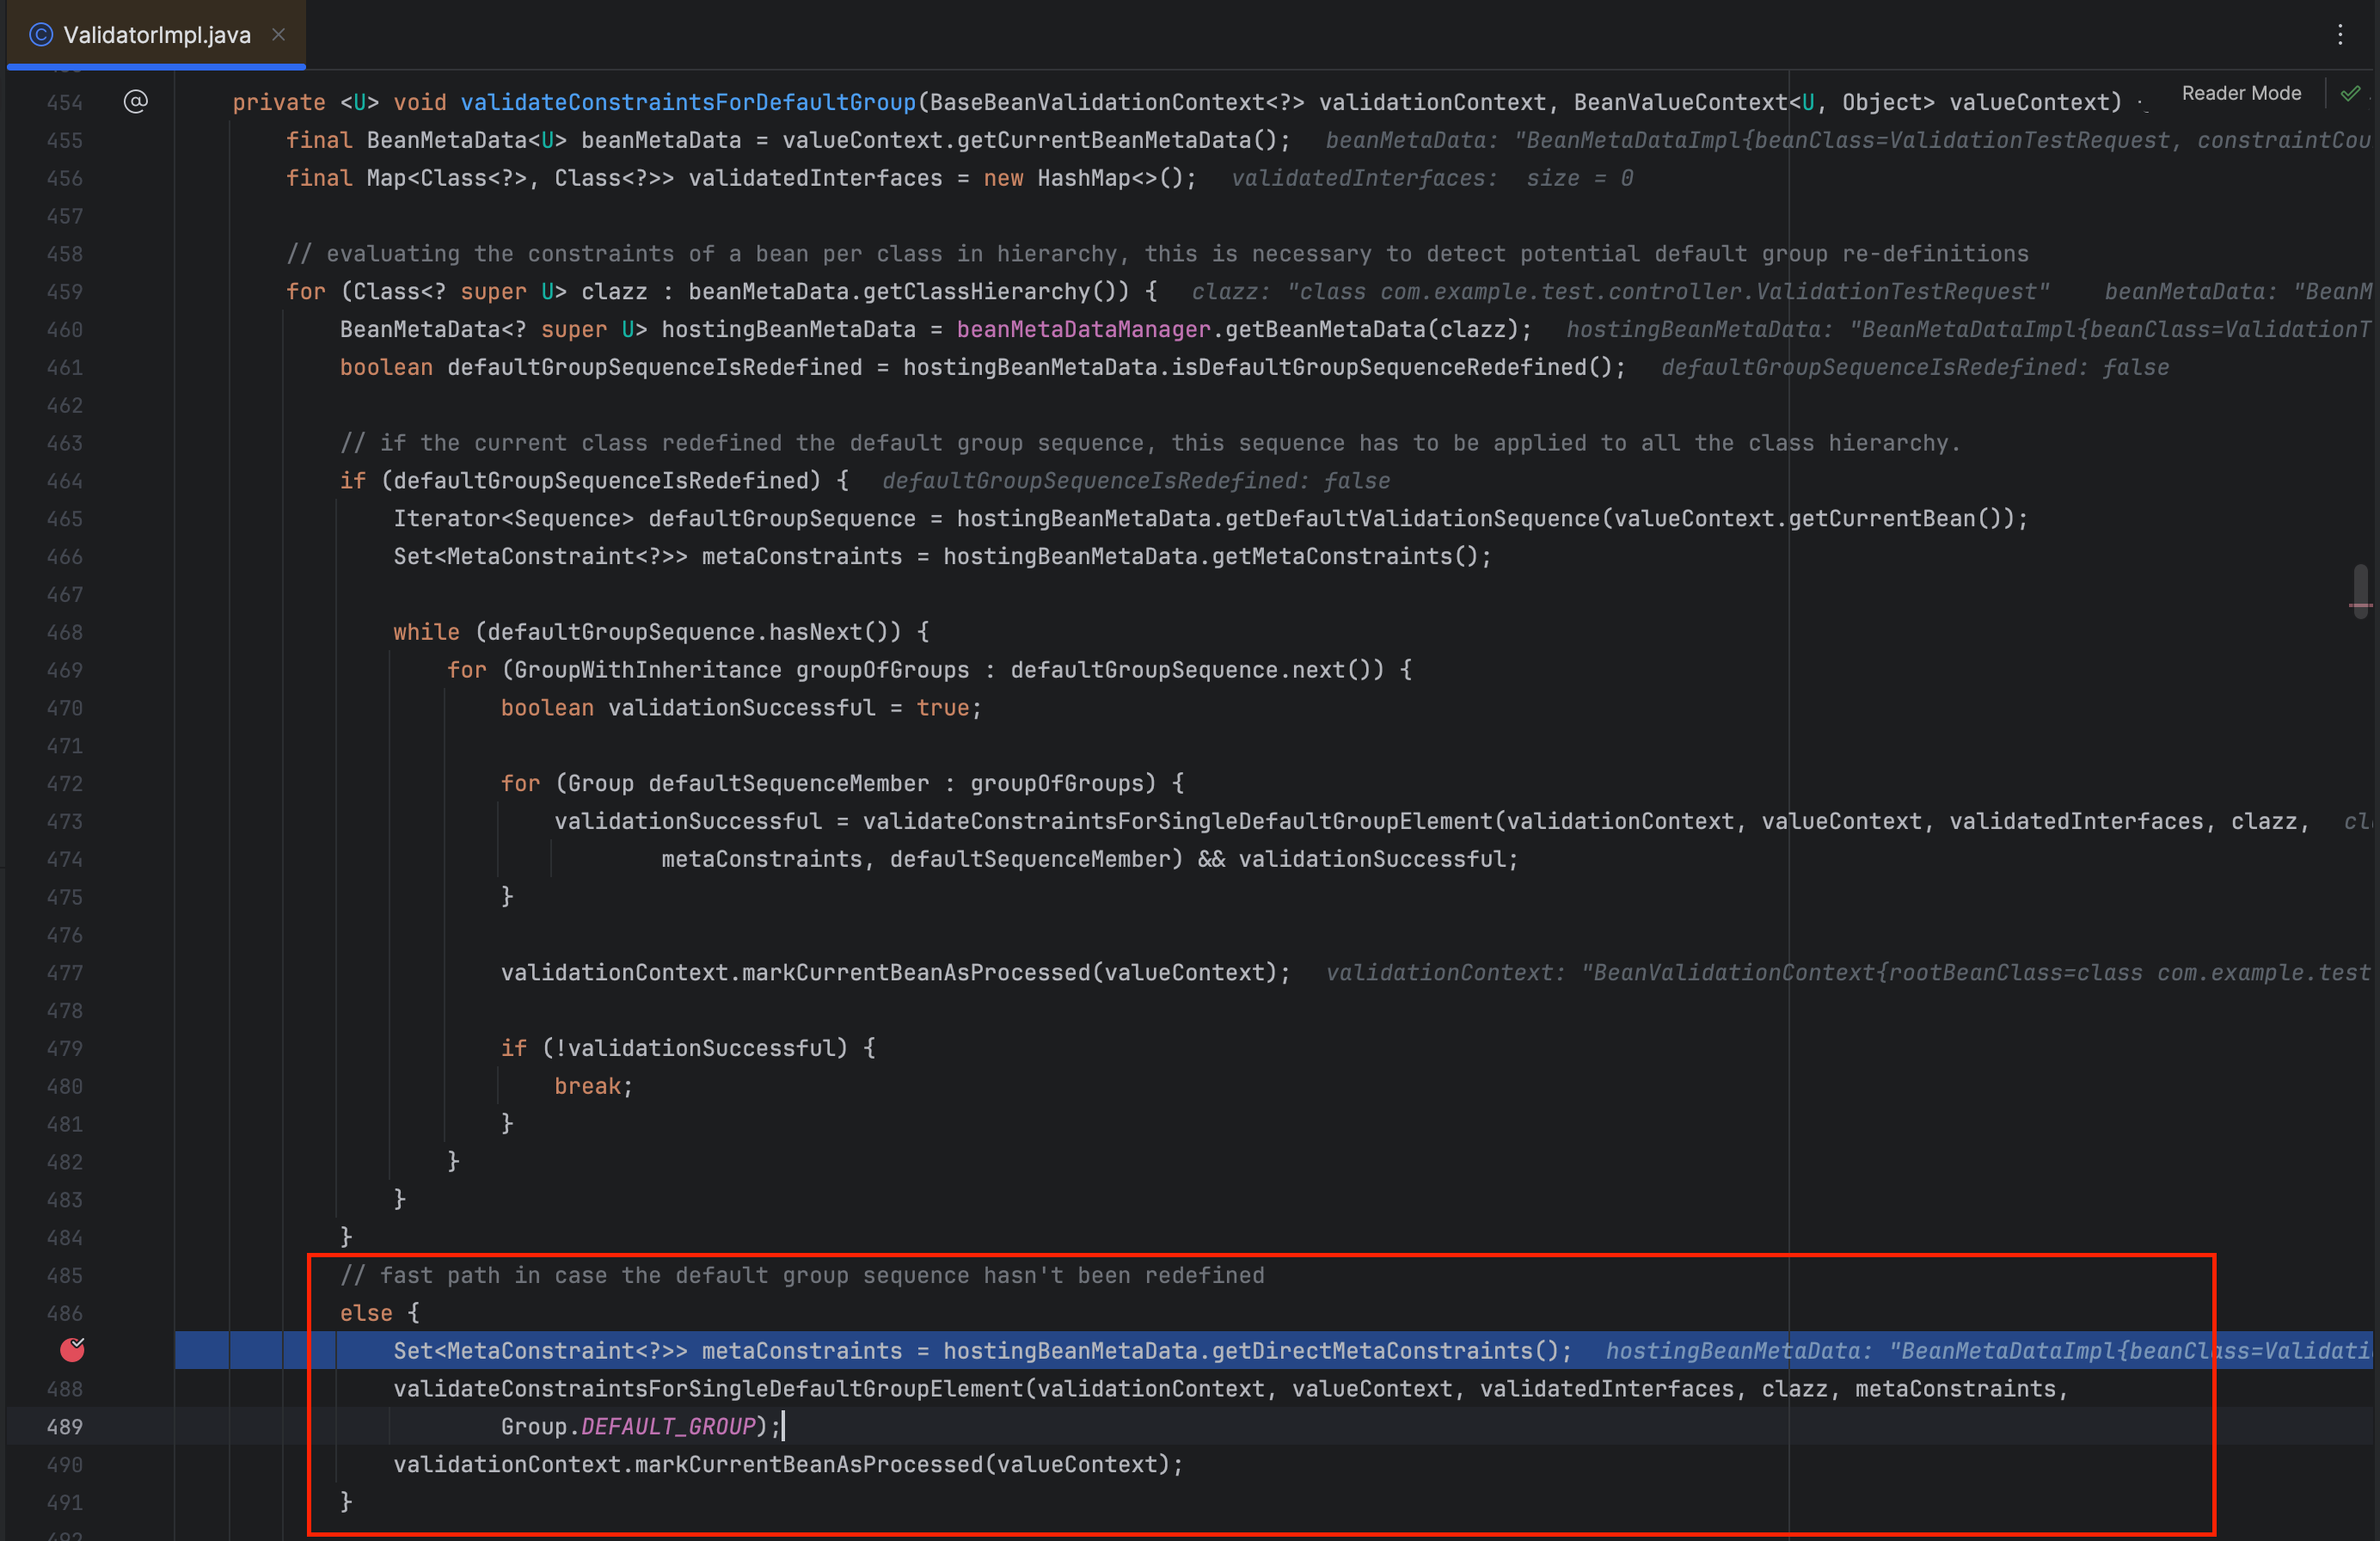 ValidatorImpl.java
Reader Mode
454 private <U> void validateConstraintsForDefaultGroup(BaseBeanValidationContext<?> validationContext, BeanValueContext<U, Object> valueContext) {
455 final BeanMetaData<U> beanMetaData = valueContext.getCurrentBeanMetaData(); beanMetaData: "BeanMetaDataImpl{beanClass=ValidationTestRequest, constraintCou
456 final Map<Class<?>, Class<?>> validatedInterfaces = new HashMap<>(); validatedInterfaces: size = 0
457
458 // evaluating the constraints of a bean per class in hierarchy, this is necessary to detect potential default group re-definitions
459 for (Class<? super U> clazz : beanMetaData.getClassHierarchy()) { clazz: "class com.example.test.controller.ValidationTestRequest" beanMetaData: "BeanM
460 BeanMetaData<? super U> hostingBeanMetaData = beanMetaDataManager.getBeanMetaData(clazz); hostingBeanMetaData: "BeanMetaDataImpl{beanClass=ValidationT
461 boolean defaultGroupSequenceIsRedefined = hostingBeanMetaData.isDefaultGroupSequenceRedefined(); defaultGroupSequenceIsRedefined: false
462
463 // if the current class redefined the default group sequence, this sequence has to be applied to all the class hierarchy.
464 if (defaultGroupSequenceIsRedefined) { defaultGroupSequenceIsRedefined: false
465 Iterator<Sequence> defaultGroupSequence = hostingBeanMetaData.getDefaultValidationSequence(valueContext.getCurrentBean());
466 Set<MetaConstraint<?>> metaConstraints = hostingBeanMetaData.getMetaConstraints();
467
468 while (defaultGroupSequence.hasNext()) {
469 for (GroupWithInheritance groupOfGroups : defaultGroupSequence.next()) {
470 boolean validationSuccessful = true;
471
472 for (Group defaultSequenceMember : groupOfGroups) {
473 validationSuccessful = validateConstraintsForSingleDefaultGroupElement(validationContext, valueContext, validatedInterfaces, clazz, cl
474 metaConstraints, defaultSequenceMember) && validationSuccessful;
475 }
476
477 validationContext.markCurrentBeanAsProcessed(valueContext); validationContext: "BeanValidationContext{rootBeanClass=class com.example.test
478
479 if (!validationSuccessful) {
480 break;
481 }
482 }
483 }
484 }
485 // fast path in case the default group sequence hasn't been redefined
486 else {
Set<MetaConstraint<?>> metaConstraints = hostingBeanMetaData.getDirectMetaConstraints(); hostingBeanMetaData: "BeanMetaDataImpl{beanClass=Validati
488 validateConstraintsForSingleDefaultGroupElement(validationContext, valueContext, validatedInterfaces, clazz, metaConstraints,
489 Group.DEFAULT_GROUP);
490 validationContext.markCurrentBeanAsProcessed(valueContext);
491 }